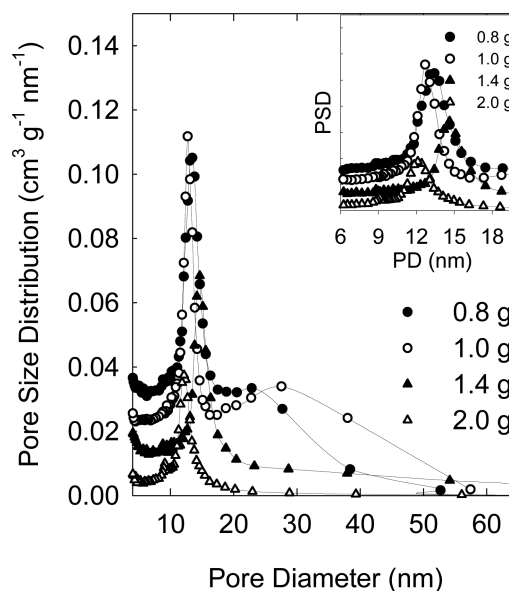 0.14
0.12
0.10
0.08
0.06
0.04
0.02
0.00
Pore Size Distribution (cm³ g⁻¹ nm⁻¹)
10 20 30 40 50 60
Pore Diameter (nm)
0.8 g
1.0 g
1.4 g
2.0 g
PSD
6 9 12 15 18
PD (nm)
0.8 g
1.0 g
1.4 g
2.0 g